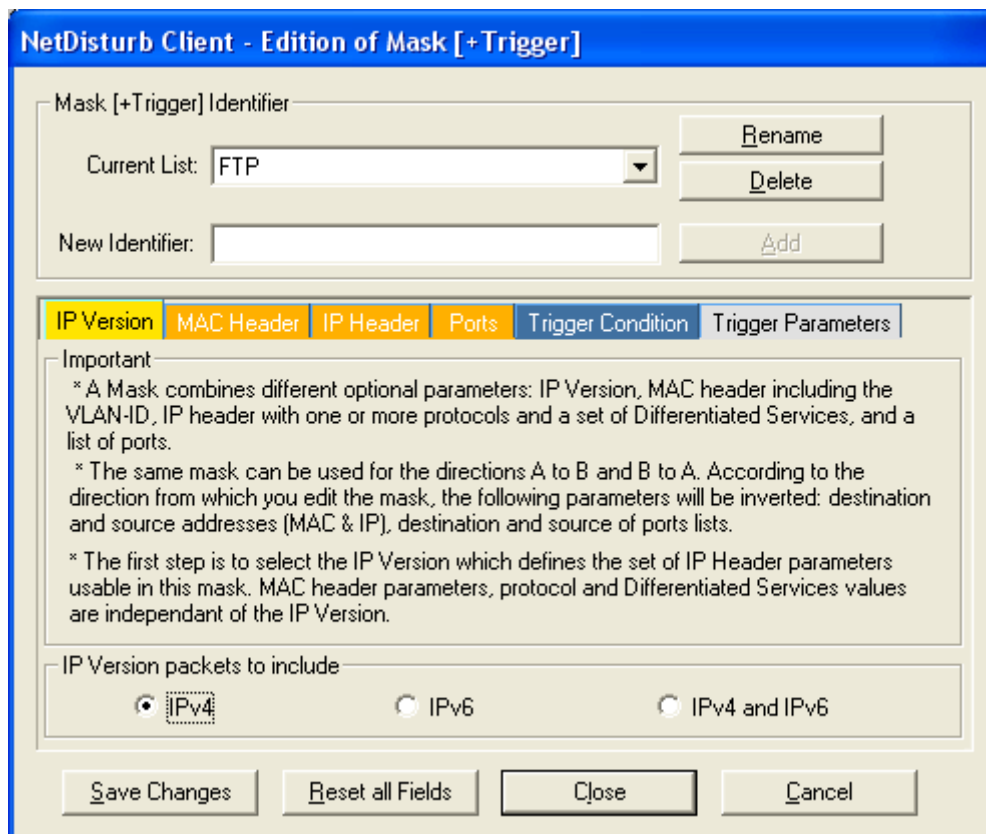 NetDisturb Client - Edition of Mask [+Trigger]
Mask [+Trigger] Identifier
Current List:
FTP
Rename
Delete
New Identifier:
Add
IP Version
MAC Header
IP Header
Ports
Trigger Condition
Trigger Parameters
Important
* A Mask combines different optional parameters: IP Version, MAC header including the
VLAN-ID, IP header with one or more protocols and a set of Differentiated Services, and a
list of ports.
* The same mask can be used for the directions A to B and B to A. According to the
direction from which you edit the mask, the following parameters will be inverted: destination
and source addresses (MAC & IP), destination and source of ports lists.
* The first step is to select the IP Version which defines the set of IP Header parameters
usable in this mask. MAC header parameters, protocol and Differentiated Services values
are independant of the IP Version.
IP Version packets to include
IPv4
IPv6
IPv4 and IPv6
Save Changes
Reset all Fields
Close
Cancel